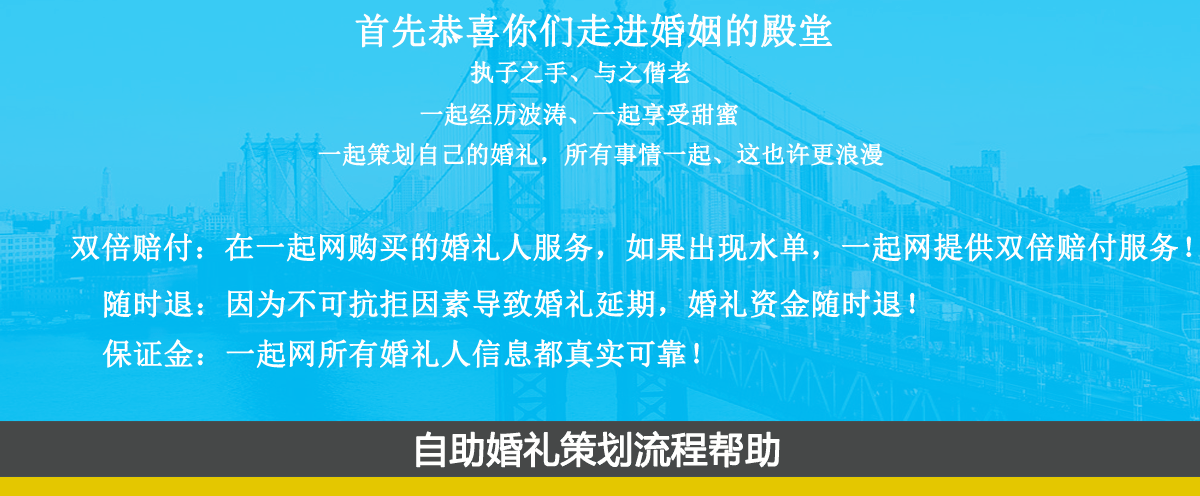 首先恭喜你们走进婚姻的殿堂
执子之手、与之偕老
一起经历波涛、一起享受甜蜜
一起策划自己的婚礼，所有事情一起、这也许更浪漫
双倍赔付：在一起网购买的婚礼人服务，如果出现水单，一起网提供双倍赔付服务！
随时退：因为不可抗拒因素导致婚礼延期，婚礼资金随时退！
保证金：一起网所有婚礼人信息都真实可靠！
自助婚礼策划流程帮助